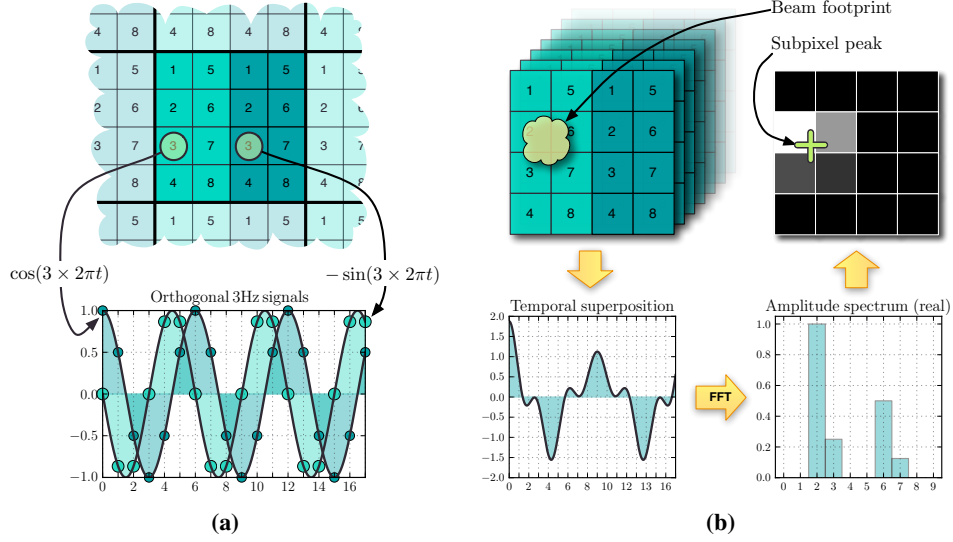 4 8 4 8 4 8 4
1 5 1 5 1 5 1 5
2 6 2 6 2 6 2 6
3 7 3 7 3 7 3 7
8 4 8 4 8 4 8
5 1 5 1 5 1 5
cos(3 × 2πt)
− sin(3 × 2πt)
Orthogonal 3Hz signals
1.0
0.5
0.0
−0.5
−1.0
0 2 4 6 8 10 12 14 16
(a)
Beam footprint
Subpixel peak
1 5 1 5
2 6 2 6
3 7 3 7
4 8 4 8
Temporal superposition
2.0
1.5
1.0
0.5
0.0
−0.5
−1.0
−1.5
−2.0
0 2 4 6 8 10 12 14 16
FFT
Amplitude spectrum (real)
1.0
0.8
0.6
0.4
0.2
0.0
0 1 2 3 4 5 6 7 8 9
(b)